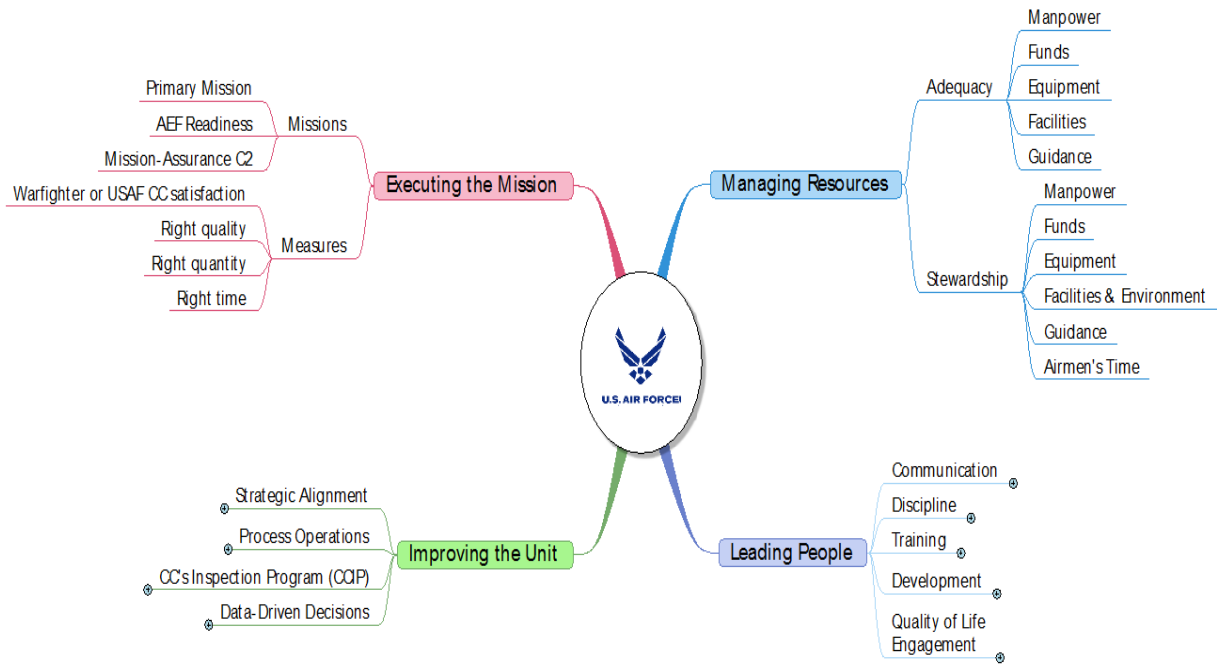 Executing the Mission
Missions
Primary Mission
AEF Readiness
Mission-Assurance C2
Measures
Warfighter or USAF CC satisfaction
Right quality
Right quantity
Right time
Managing Resources
Adequacy
Manpower
Funds
Equipment
Facilities
Guidance
Stewardship
Manpower
Funds
Equipment
Facilities & Environment
Guidance
Airmen's Time
U.S. AIR FORCE
Improving the Unit
Strategic Alignment
Process Operations
CC's Inspection Program (CCIP)
Data-Driven Decisions
Leading People
Communication
Discipline
Training
Development
Quality of Life
Engagement